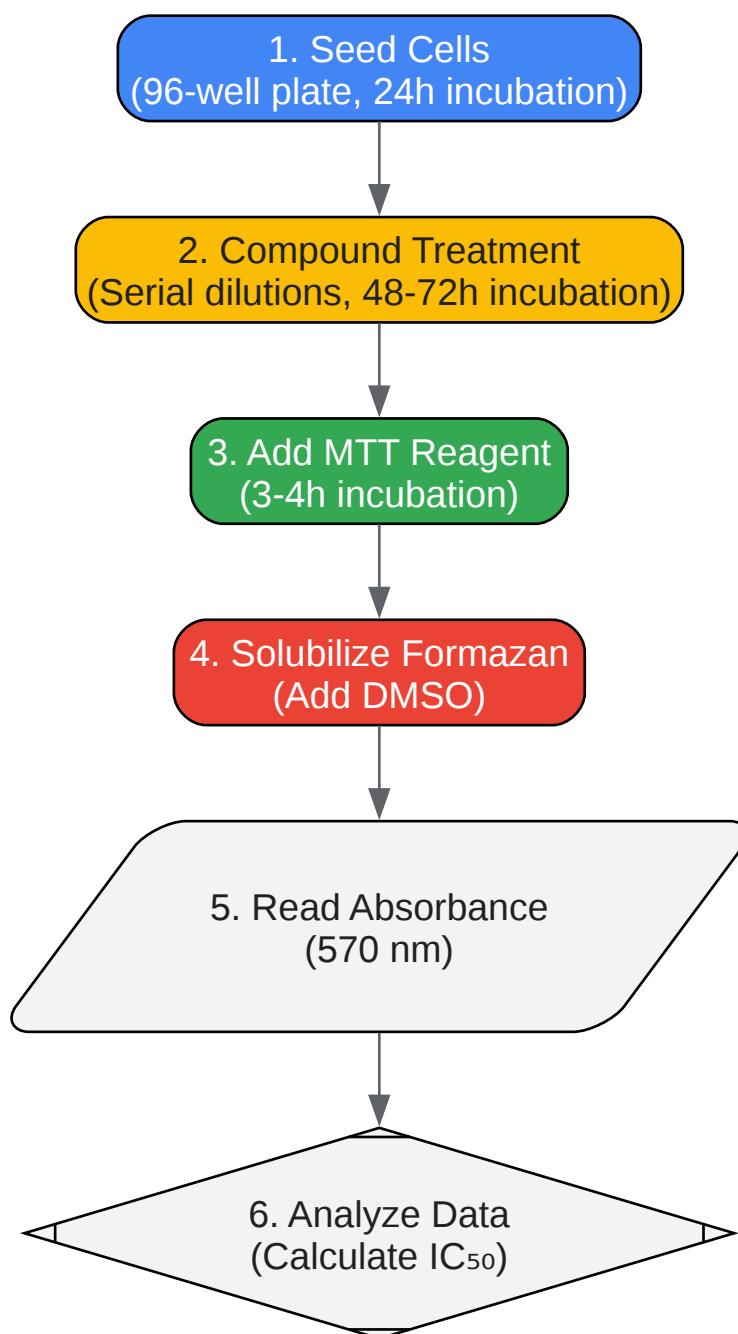 1. Seed Cells
(96-well plate, 24h incubation)
2. Compound Treatment
(Serial dilutions, 48-72h incubation)
3. Add MTT Reagent
(3-4h incubation)
4. Solubilize Formazan
(Add DMSO)
5. Read Absorbance
(570 nm)
6. Analyze Data
(Calculate IC₅₀)